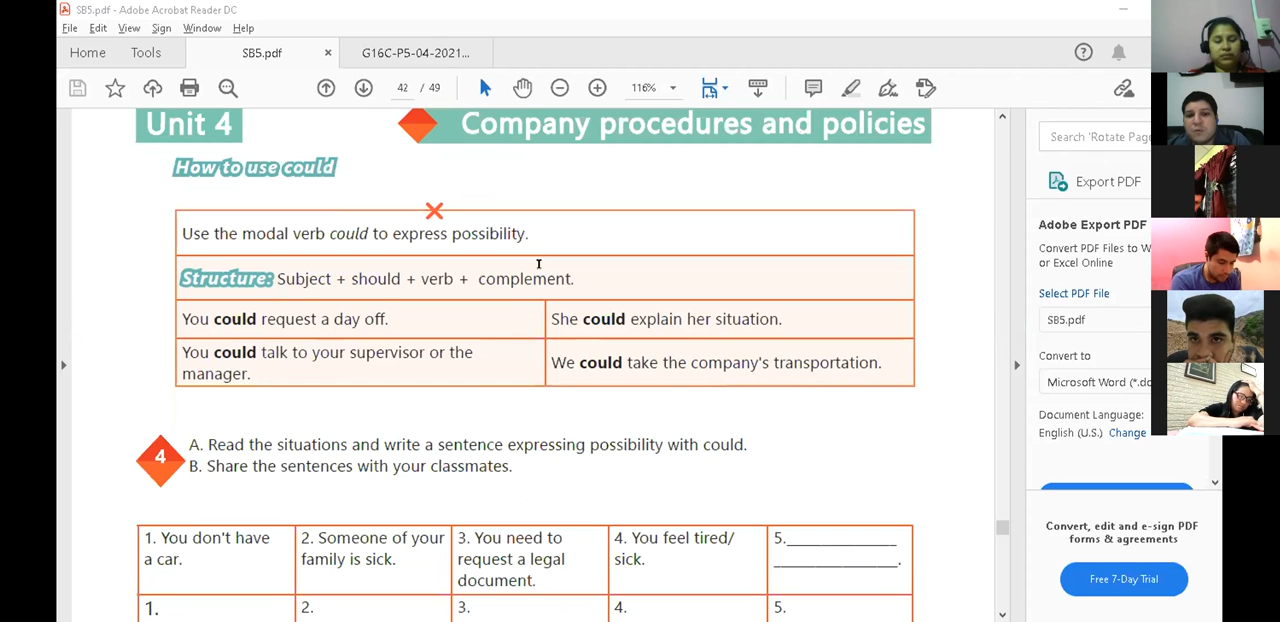 SB5.pdf - Adobe Acrobat Reader DC
File Edit View Sign Window Help
Home Tools SB5.pdf × G16C-P5-04-2021...
42 / 49 116%
Unit 4 Company procedures and policies
How to use could
Use the modal verb could to express possibility.
Structure: Subject + should + verb + complement.
You could request a day off. She could explain her situation.
You could talk to your supervisor or the
manager.
We could take the company's transportation.
4
A. Read the situations and write a sentence expressing possibility with could.
B. Share the sentences with your classmates.
1. You don't have
a car.
2. Someone of your
family is sick.
3. You need to
request a legal
document.
4. You feel tired/
sick.
5.______________
__________________.
1. 2. 3. 4. 5.
Search 'Rotate Pag
Export PDF
Adobe Export PDF
Convert PDF Files to W
or Excel Online
Select PDF File
SB5.pdf
Convert to
Microsoft Word (*.do
Document Language:
English (U.S.) Change
Convert, edit and e-sign PDF
forms & agreements
Free 7-Day Trial